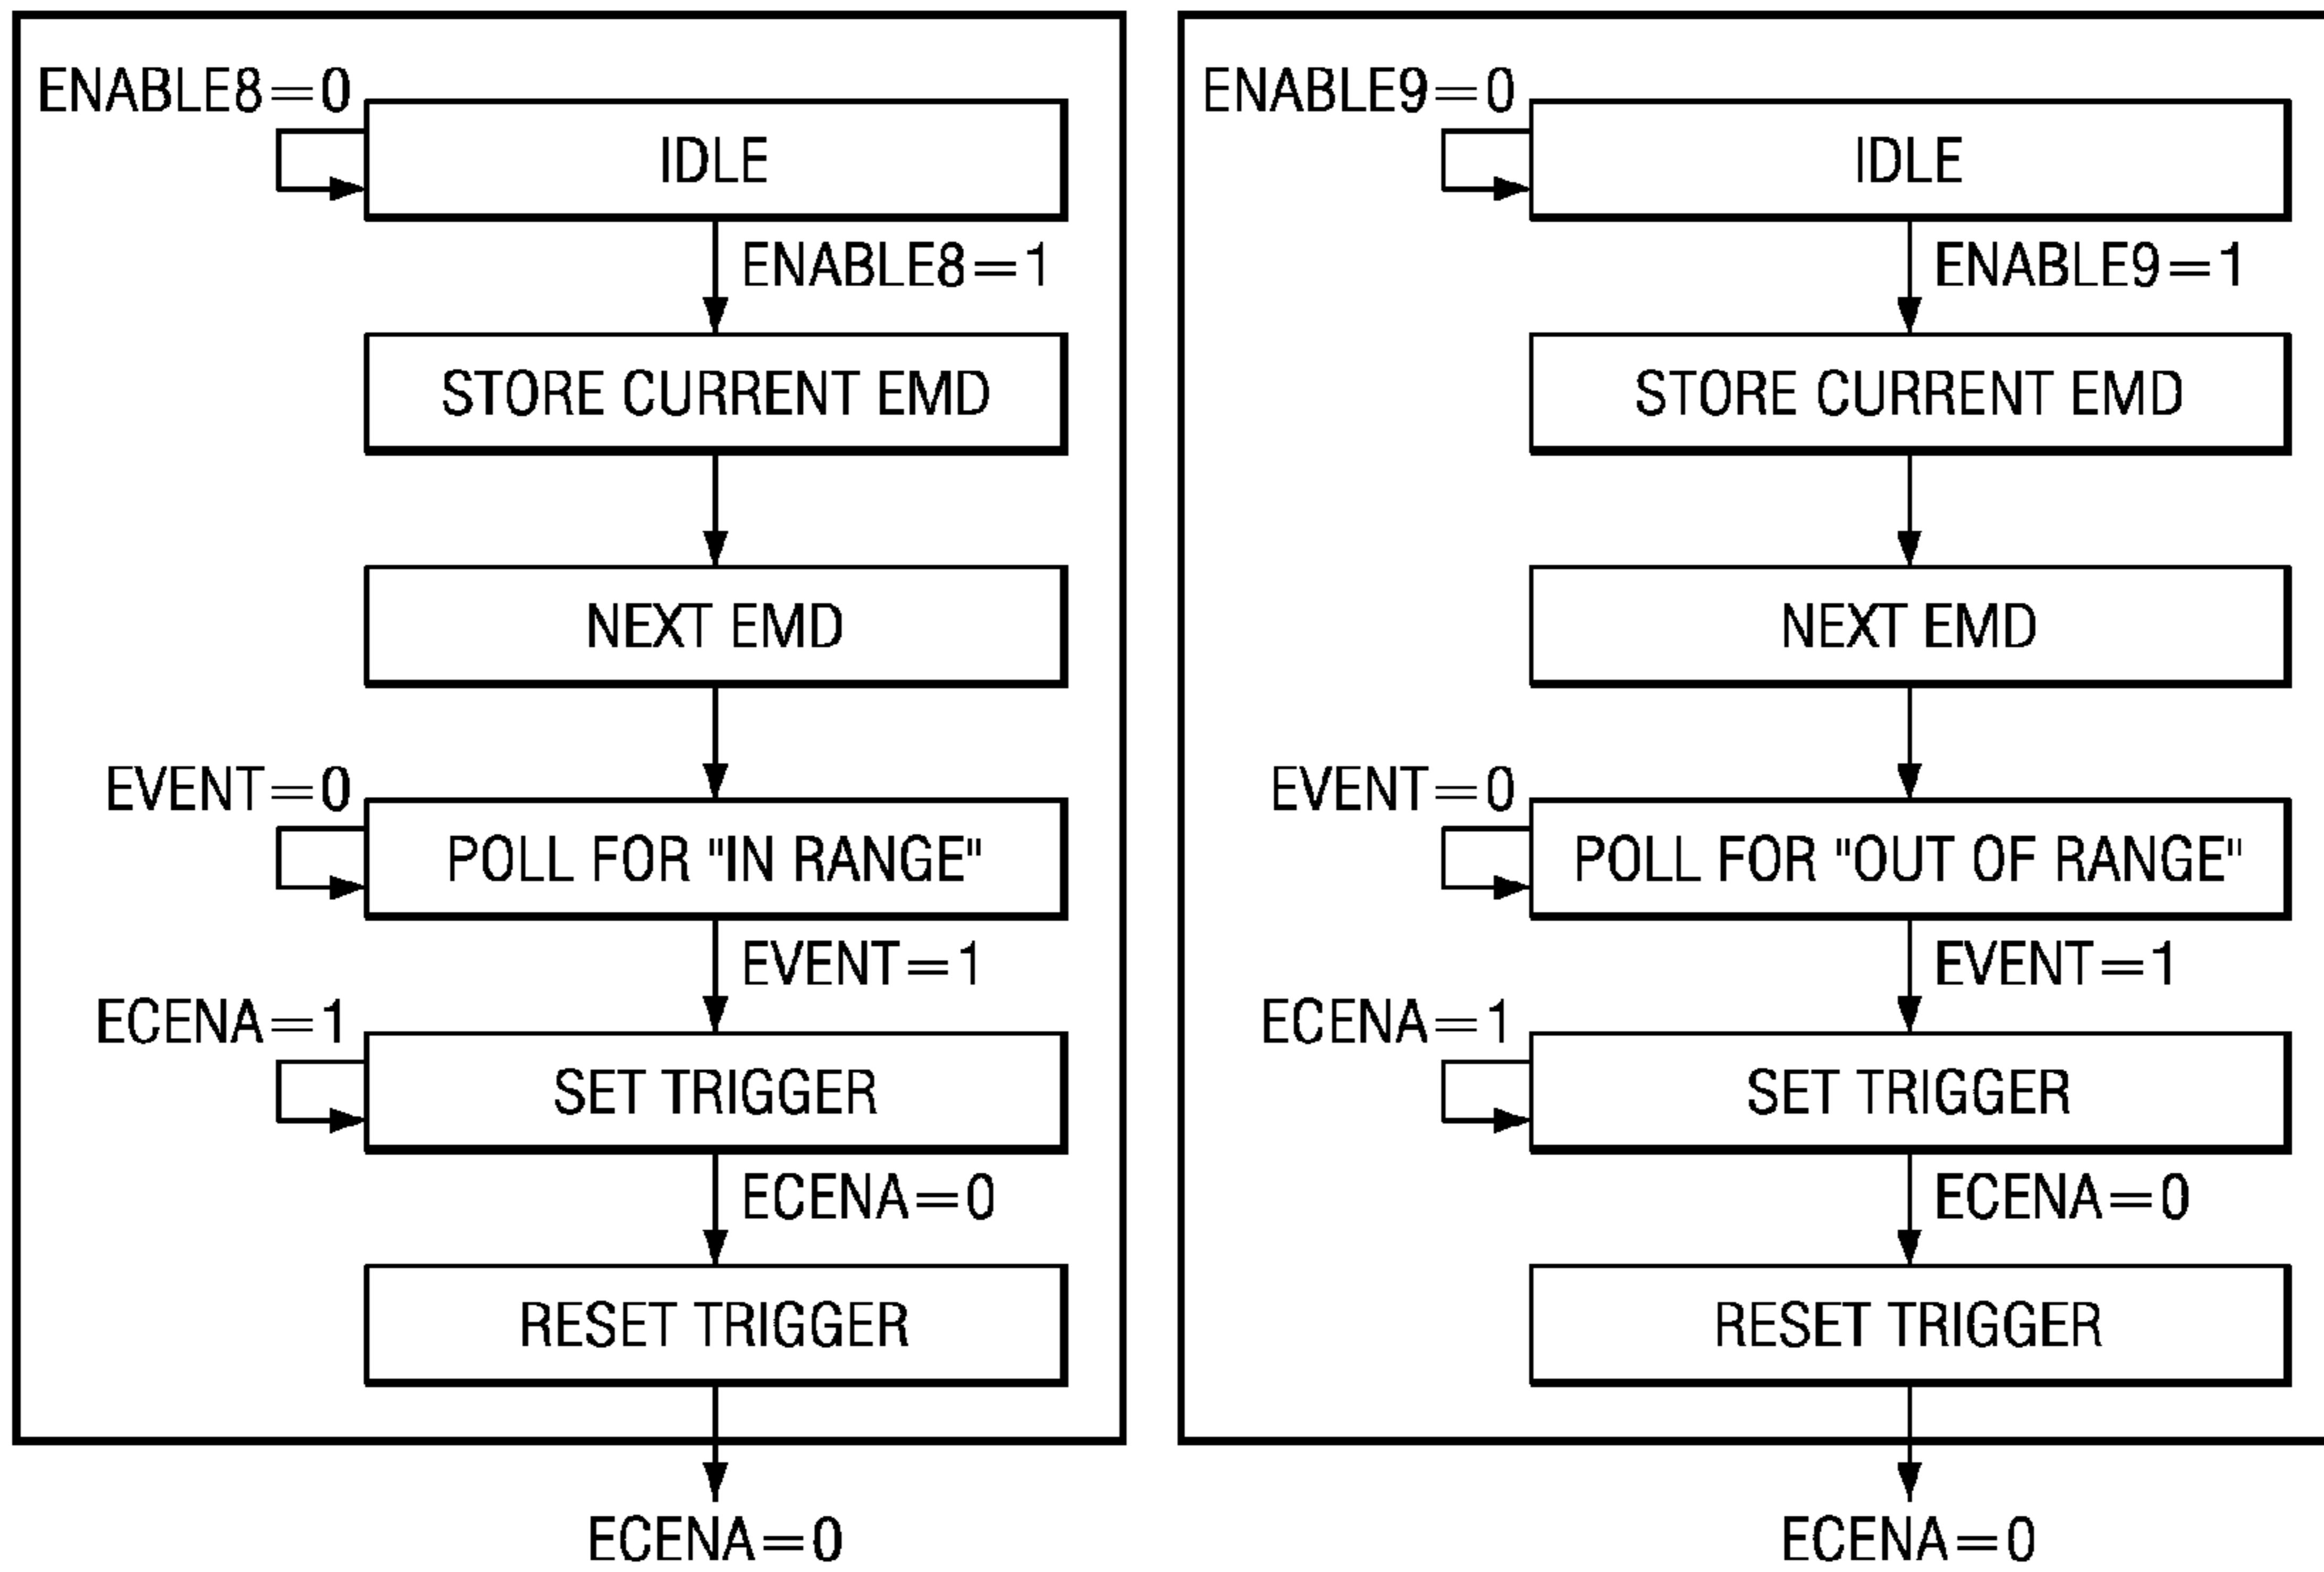 ENABLE8=0
IDLE
ENABLE8=1
STORE CURRENT EMD
NEXT EMD
EVENT=0
POLL FOR "IN RANGE"
EVENT=1
ECENA=1
SET TRIGGER
ECENA=0
RESET TRIGGER
ECENA=0
ENABLE9=0
IDLE
ENABLE9=1
STORE CURRENT EMD
NEXT EMD
EVENT=0
POLL FOR "OUT OF RANGE"
EVENT=1
ECENA=1
SET TRIGGER
ECENA=0
RESET TRIGGER
ECENA=0